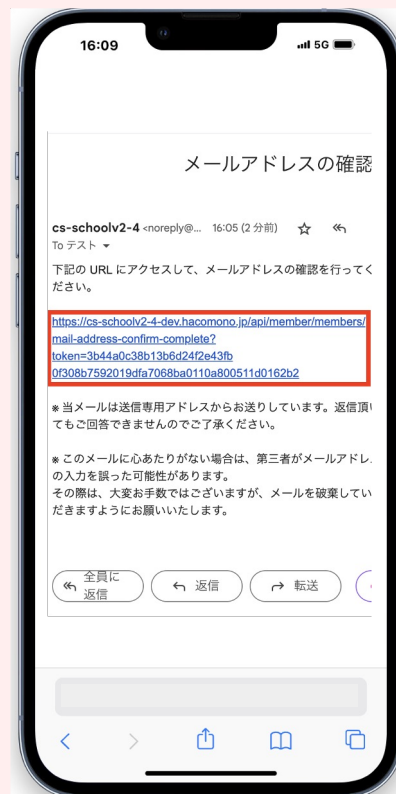 16:09
5G
メールアドレスの確認
cs-schoolv2-4 <noreply@... 16:05 (2 分前)
To テスト
下記の URL にアクセスして、メールアドレスの確認を行ってく
ださい。
https://cs-schoolv2-4-dev.hacomono.jp/api/member/members/
mail-address-confirm-complete?
token=3b44a0c38b13b6d24f2e43fb
0f308b7592019dfa7068ba0110a800511d0162b2
※ 当メールは送信専用アドレスからお送りしています。返信頂い
てもご回答できませんのでご了承ください。
※ このメールに心あたりがない場合は、第三者がメールアドレ
の入力を誤った可能性があります。
その際は、大変お手数ではございますが、メールを破棄してい
だきますようにお願いいたします。
全員に
返信
返信
転送